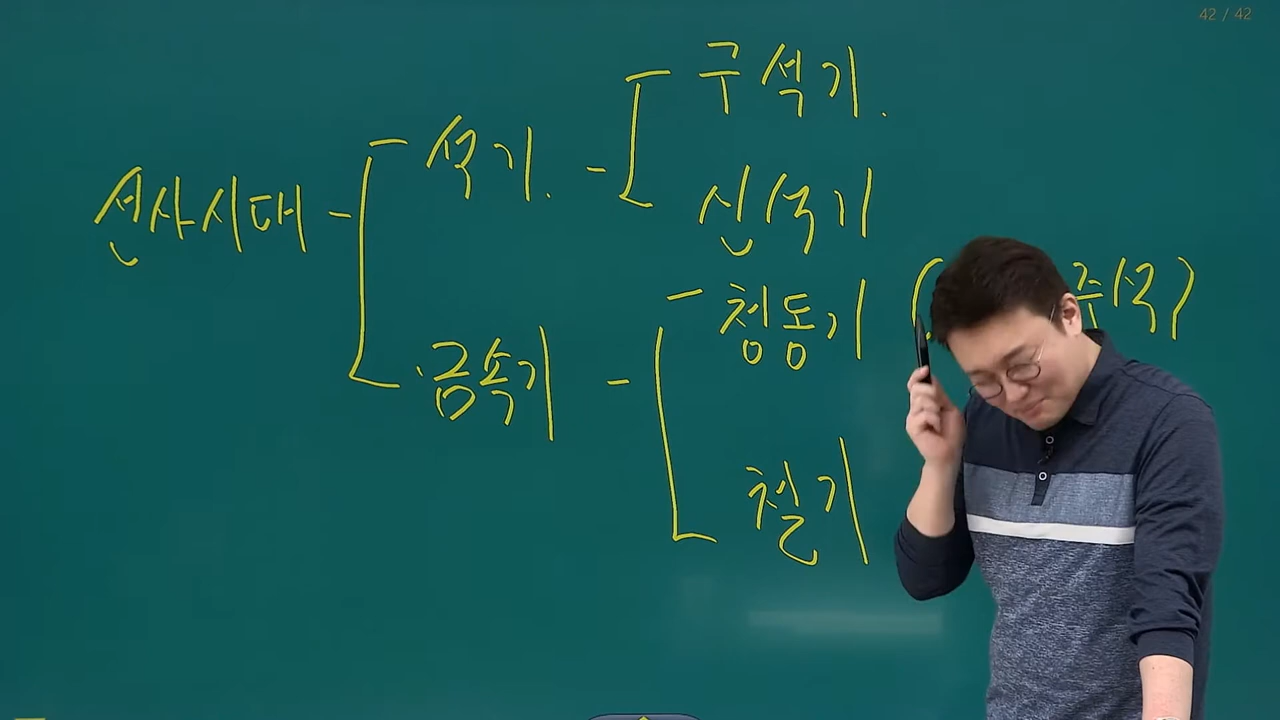 42 / 42
구석기.
선사시대 - 석기. -
신석기
청동기 ( 주석)
금속기 -
철기